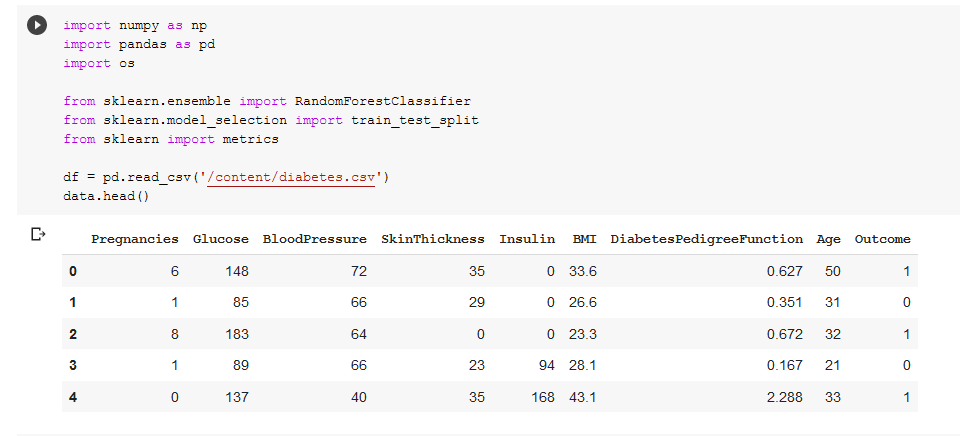 import numpy as np
import pandas as pd
import os
from sklearn.ensemble import RandomForestClassifier
from sklearn.model_selection import train_test_split
from sklearn import metrics
df = pd.read_csv('/content/diabetes.csv')
data.head()
Pregnancies Glucose BloodPressure SkinThickness Insulin BMI DiabetesPedigreeFunction Age Outcome
0 6 148 72 35 0 33.6 0.627 50 1
1 1 85 66 29 0 26.6 0.351 31 0
2 8 183 64 0 0 23.3 0.672 32 1
3 1 89 66 23 94 28.1 0.167 21 0
4 0 137 40 35 168 43.1 2.288 33 1